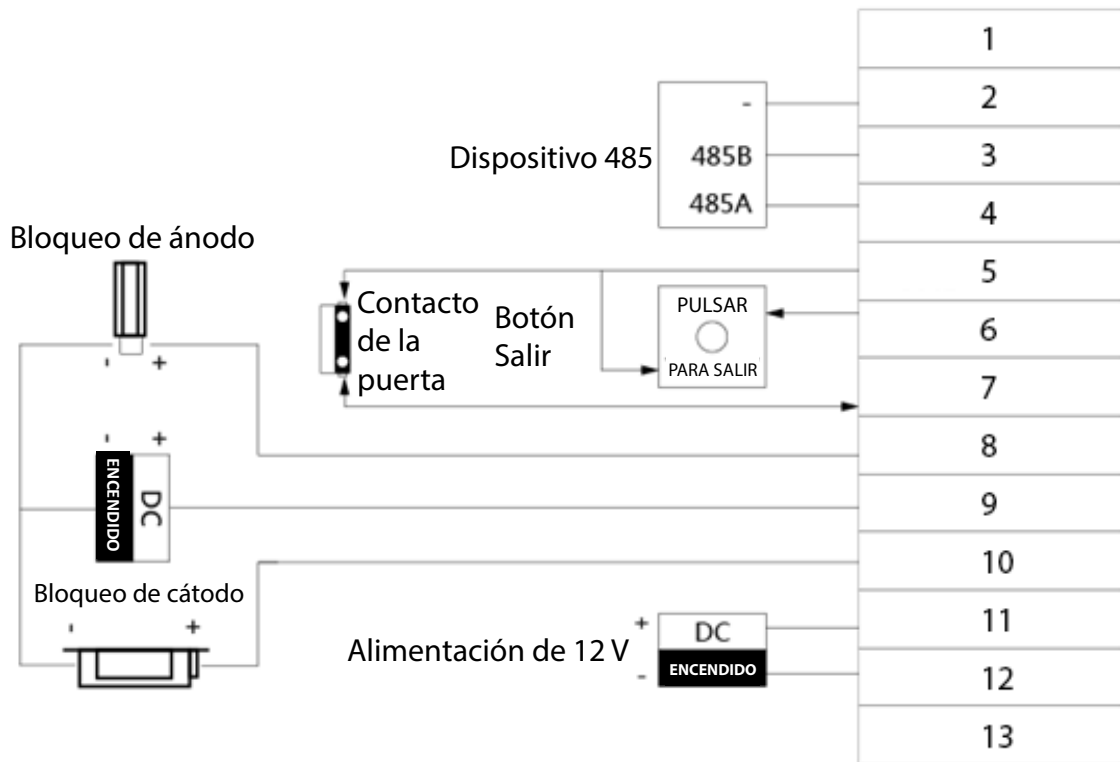 1
2
3
4
5
6
7
8
9
10
11
12
13
Dispositivo 485
-
485B
485A
Bloqueo de ánodo
- +
Contacto
de la
puerta
Botón
Salir
PULSAR
PARA SALIR
- +
ENCENDIDO
DC
Bloqueo de cátodo
- +
Alimentación de 12 V
+
-
DC
ENCENDIDO